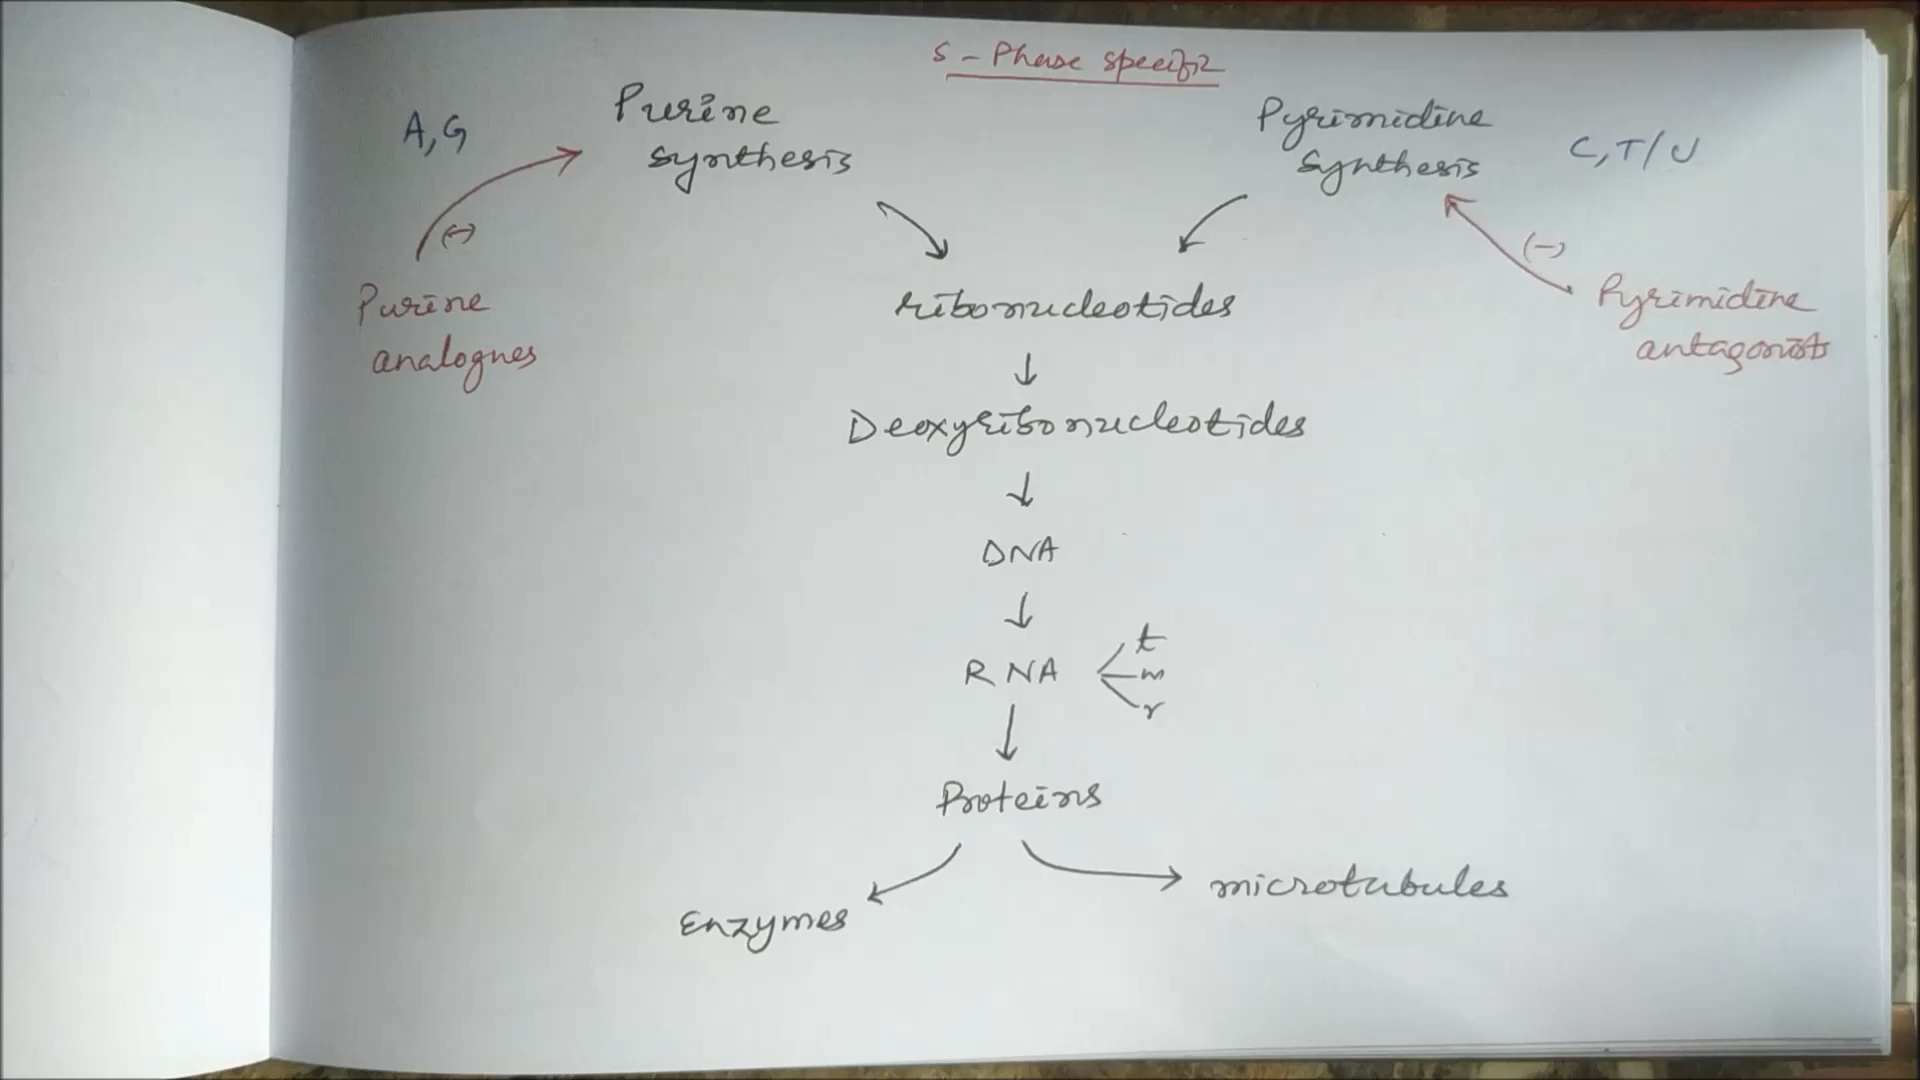 S - Phase specific
Purine
synthesis
A, G
Pyrimidine
synthesis
C, T/U
(-)
(-)
Purine
analogues
ribonucleotides
Pyrimidine
antagonists
Deoxyribonucleotides
DNA
RNA
t
m
r
Proteins
Enzymes
microtubules